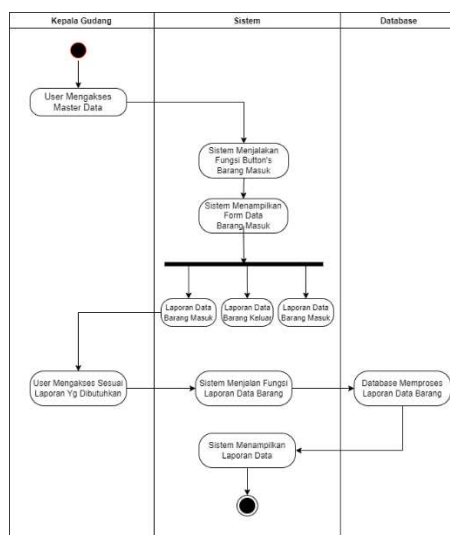 Kepala Gudang
Sistem
Database
User Mengakses
Master Data
Sistem Menjalakan
Fungsi Button's
Barang Masuk
Sistem Menampilkan
Form Data
Barang Masuk
Laporan Data
Barang Masuk
Laporan Data
Barang Keluar
Laporan Data
Barang Masuk
User Mengakses Sesuai
Laporan Yg Dibutuhkan
Sistem Menjalan Fungsi
Laporan Data Barang
Database Memproses
Laporan Data Barang
Sistem Menampilkan
Laporan Data